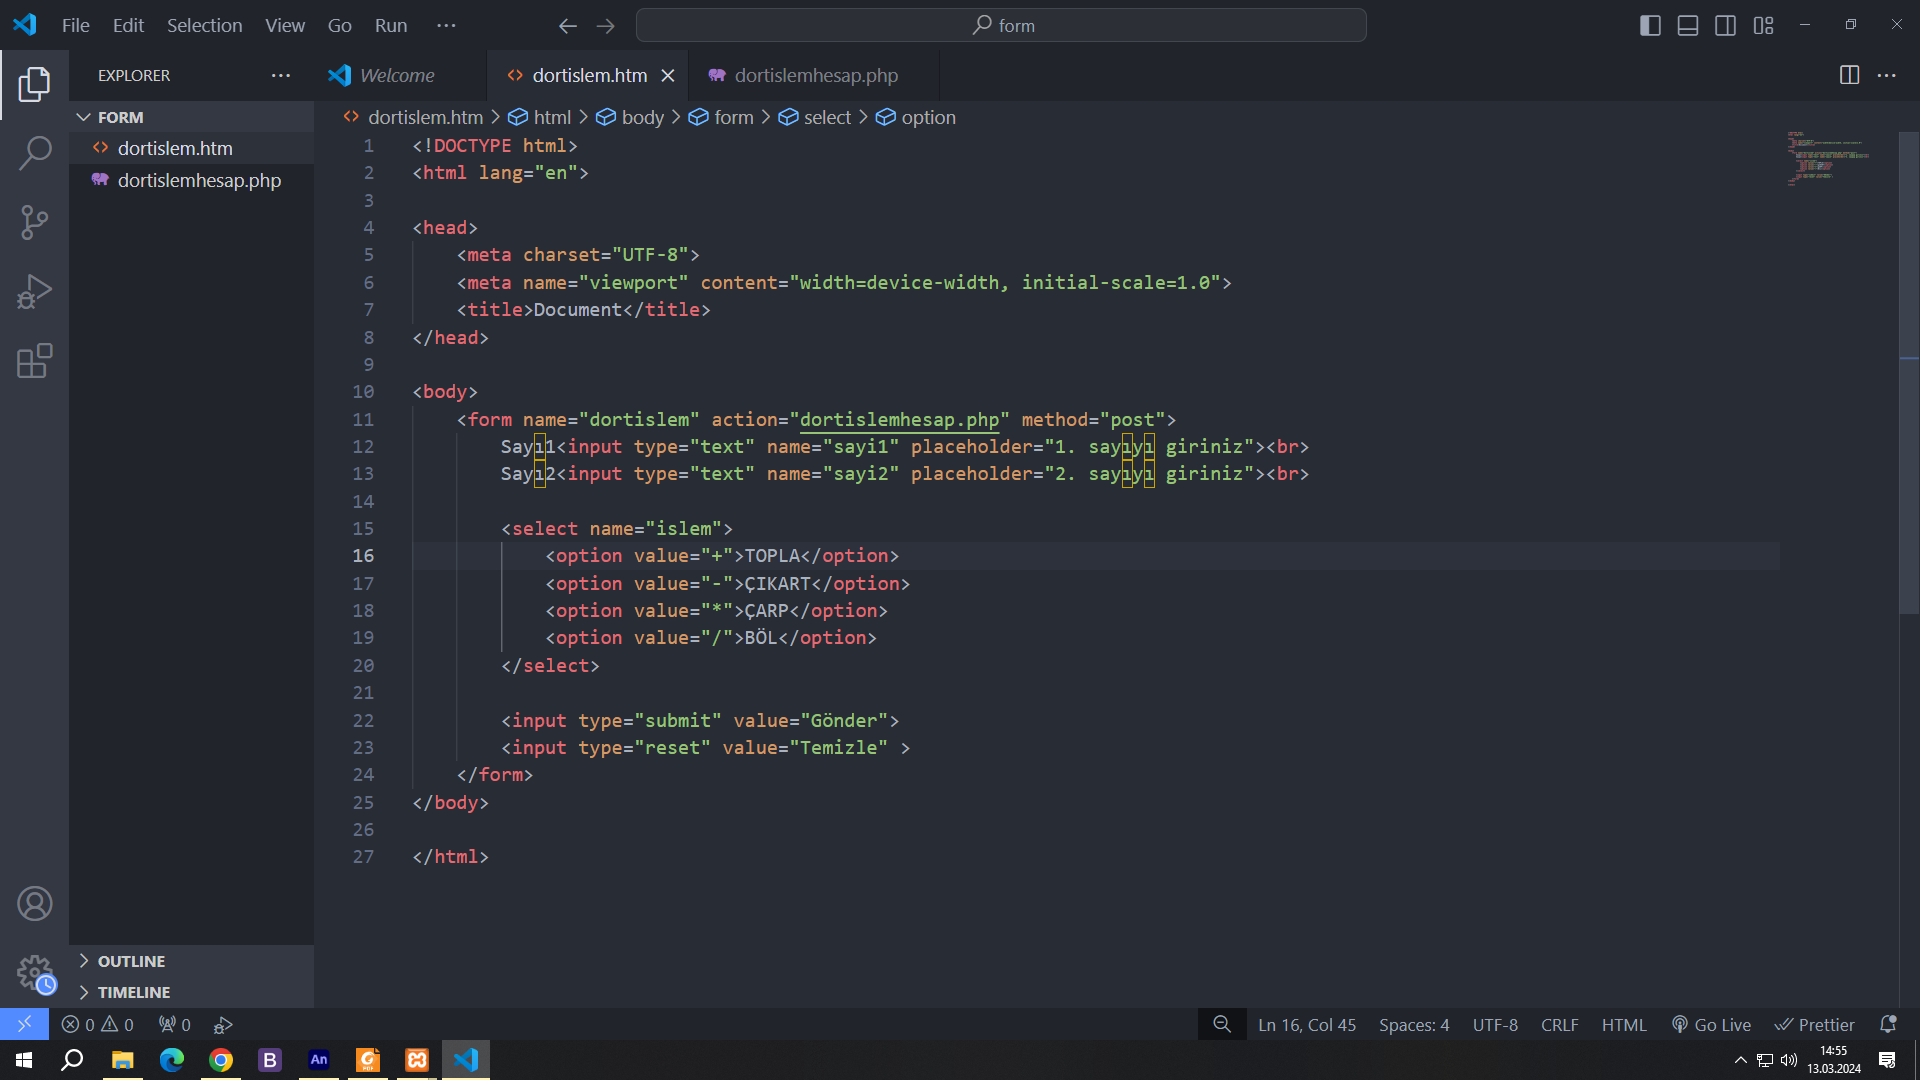 File Edit Selection View Go Run ···
form
EXPLORER ···
Welcome
dortislem.htm
dortislemhesap.php
FORM
dortislem.htm
dortislemhesap.php
dortislem.htm > html > body > form > select > option
1 <!DOCTYPE html>
2 <html lang="en">
3
4 <head>
5 <meta charset="UTF-8">
6 <meta name="viewport" content="width=device-width, initial-scale=1.0">
7 <title>Document</title>
8 </head>
9
10 <body>
11 <form name="dortislem" action="dortislemhesap.php" method="post">
12 Sayı1<input type="text" name="sayi1" placeholder="1. sayıyı giriniz"><br>
13 Sayı2<input type="text" name="sayi2" placeholder="2. sayıyı giriniz"><br>
14
15 <select name="islem">
16 <option value="+">TOPLA</option>
17 <option value="-">ÇIKART</option>
18 <option value="*">ÇARP</option>
19 <option value="/">BÖL</option>
20 </select>
21
22 <input type="submit" value="Gönder">
23 <input type="reset" value="Temizle" >
24 </form>
25 </body>
26
27 </html>
OUTLINE
TIMELINE
0 0 0
Ln 16, Col 45 Spaces: 4 UTF-8 CRLF HTML Go Live Prettier
B An
14:55
13.03.2024